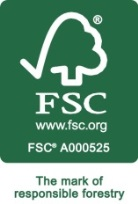 FSC
www.fsc.org
FSC® A000525
The mark of
responsible forestry